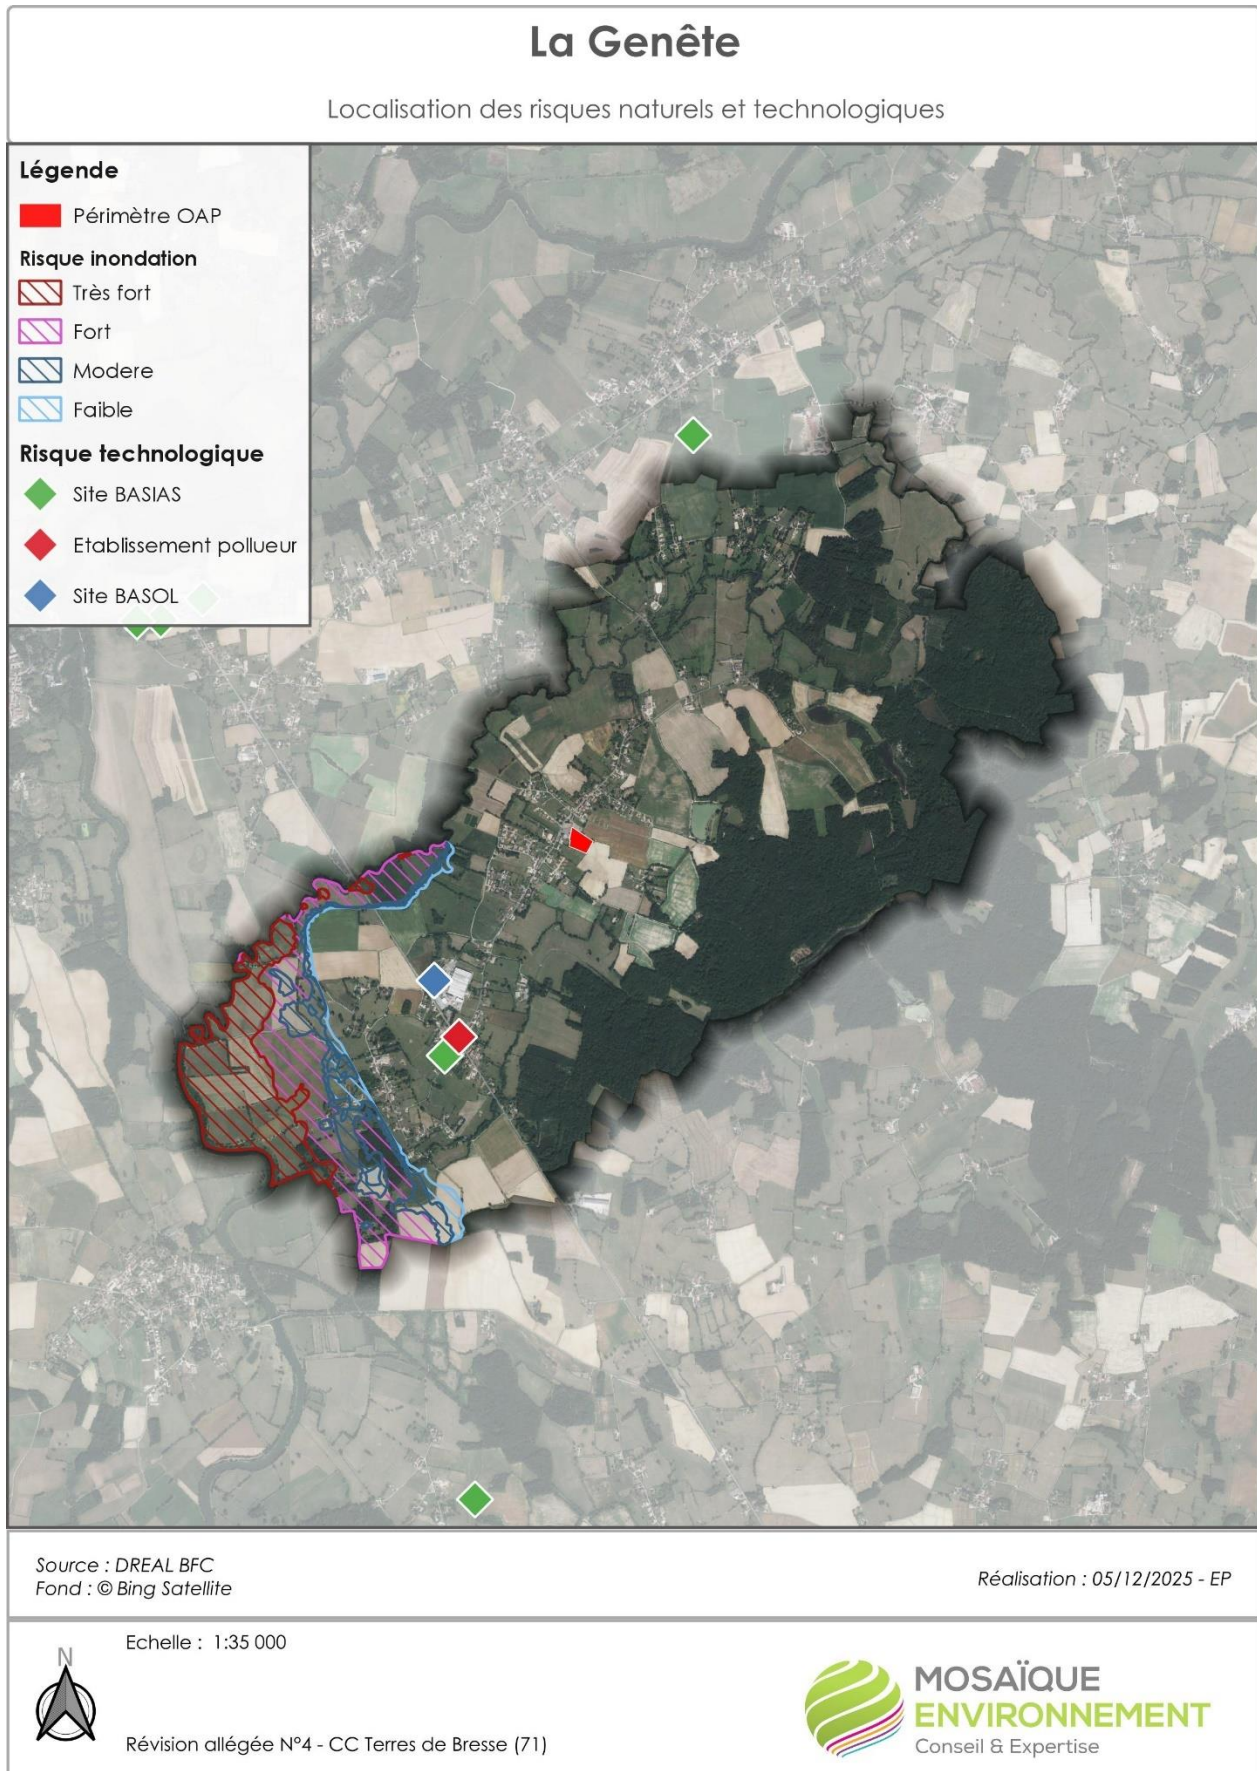 La Genête
Localisation des risques naturels et technologiques
Légende
Périmètre OAP
Risque inondation
Très fort
Fort
Modere
Faible
Risque technologique
Site BASIAS
Etablissement pollueur
Site BASOL
Source : DREAL BFC
Fond : © Bing Satellite
Réalisation : 05/12/2025 - EP
N
Echelle : 1:35 000
Révision allégée N°4 - CC Terres de Bresse (71)
MOSAÏQUE
ENVIRONNEMENT
Conseil & Expertise